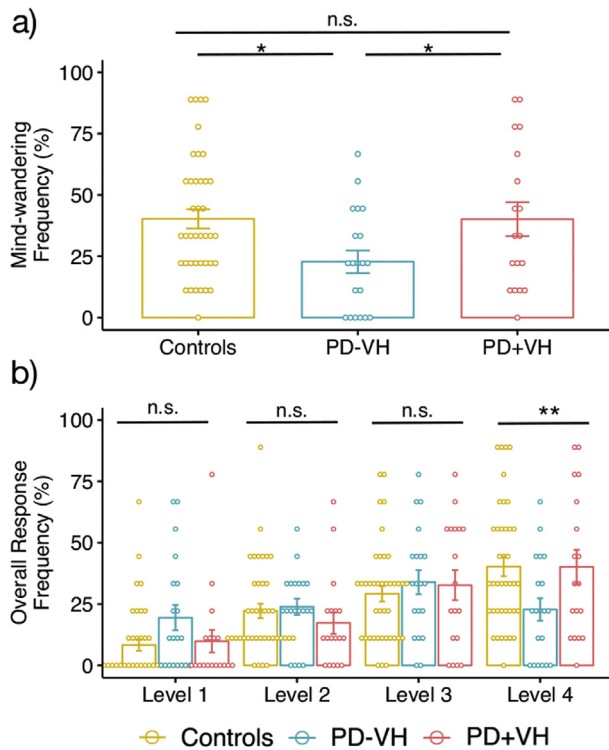 a)
n.s.
* *
100
75
50
25
0
Mind-wandering
Frequency (%)
Controls PD-VH PD+VH
b)
n.s. n.s. n.s. **
100
75
50
25
0
Overall Response
Frequency (%)
Level 1 Level 2 Level 3 Level 4
Controls PD-VH PD+VH